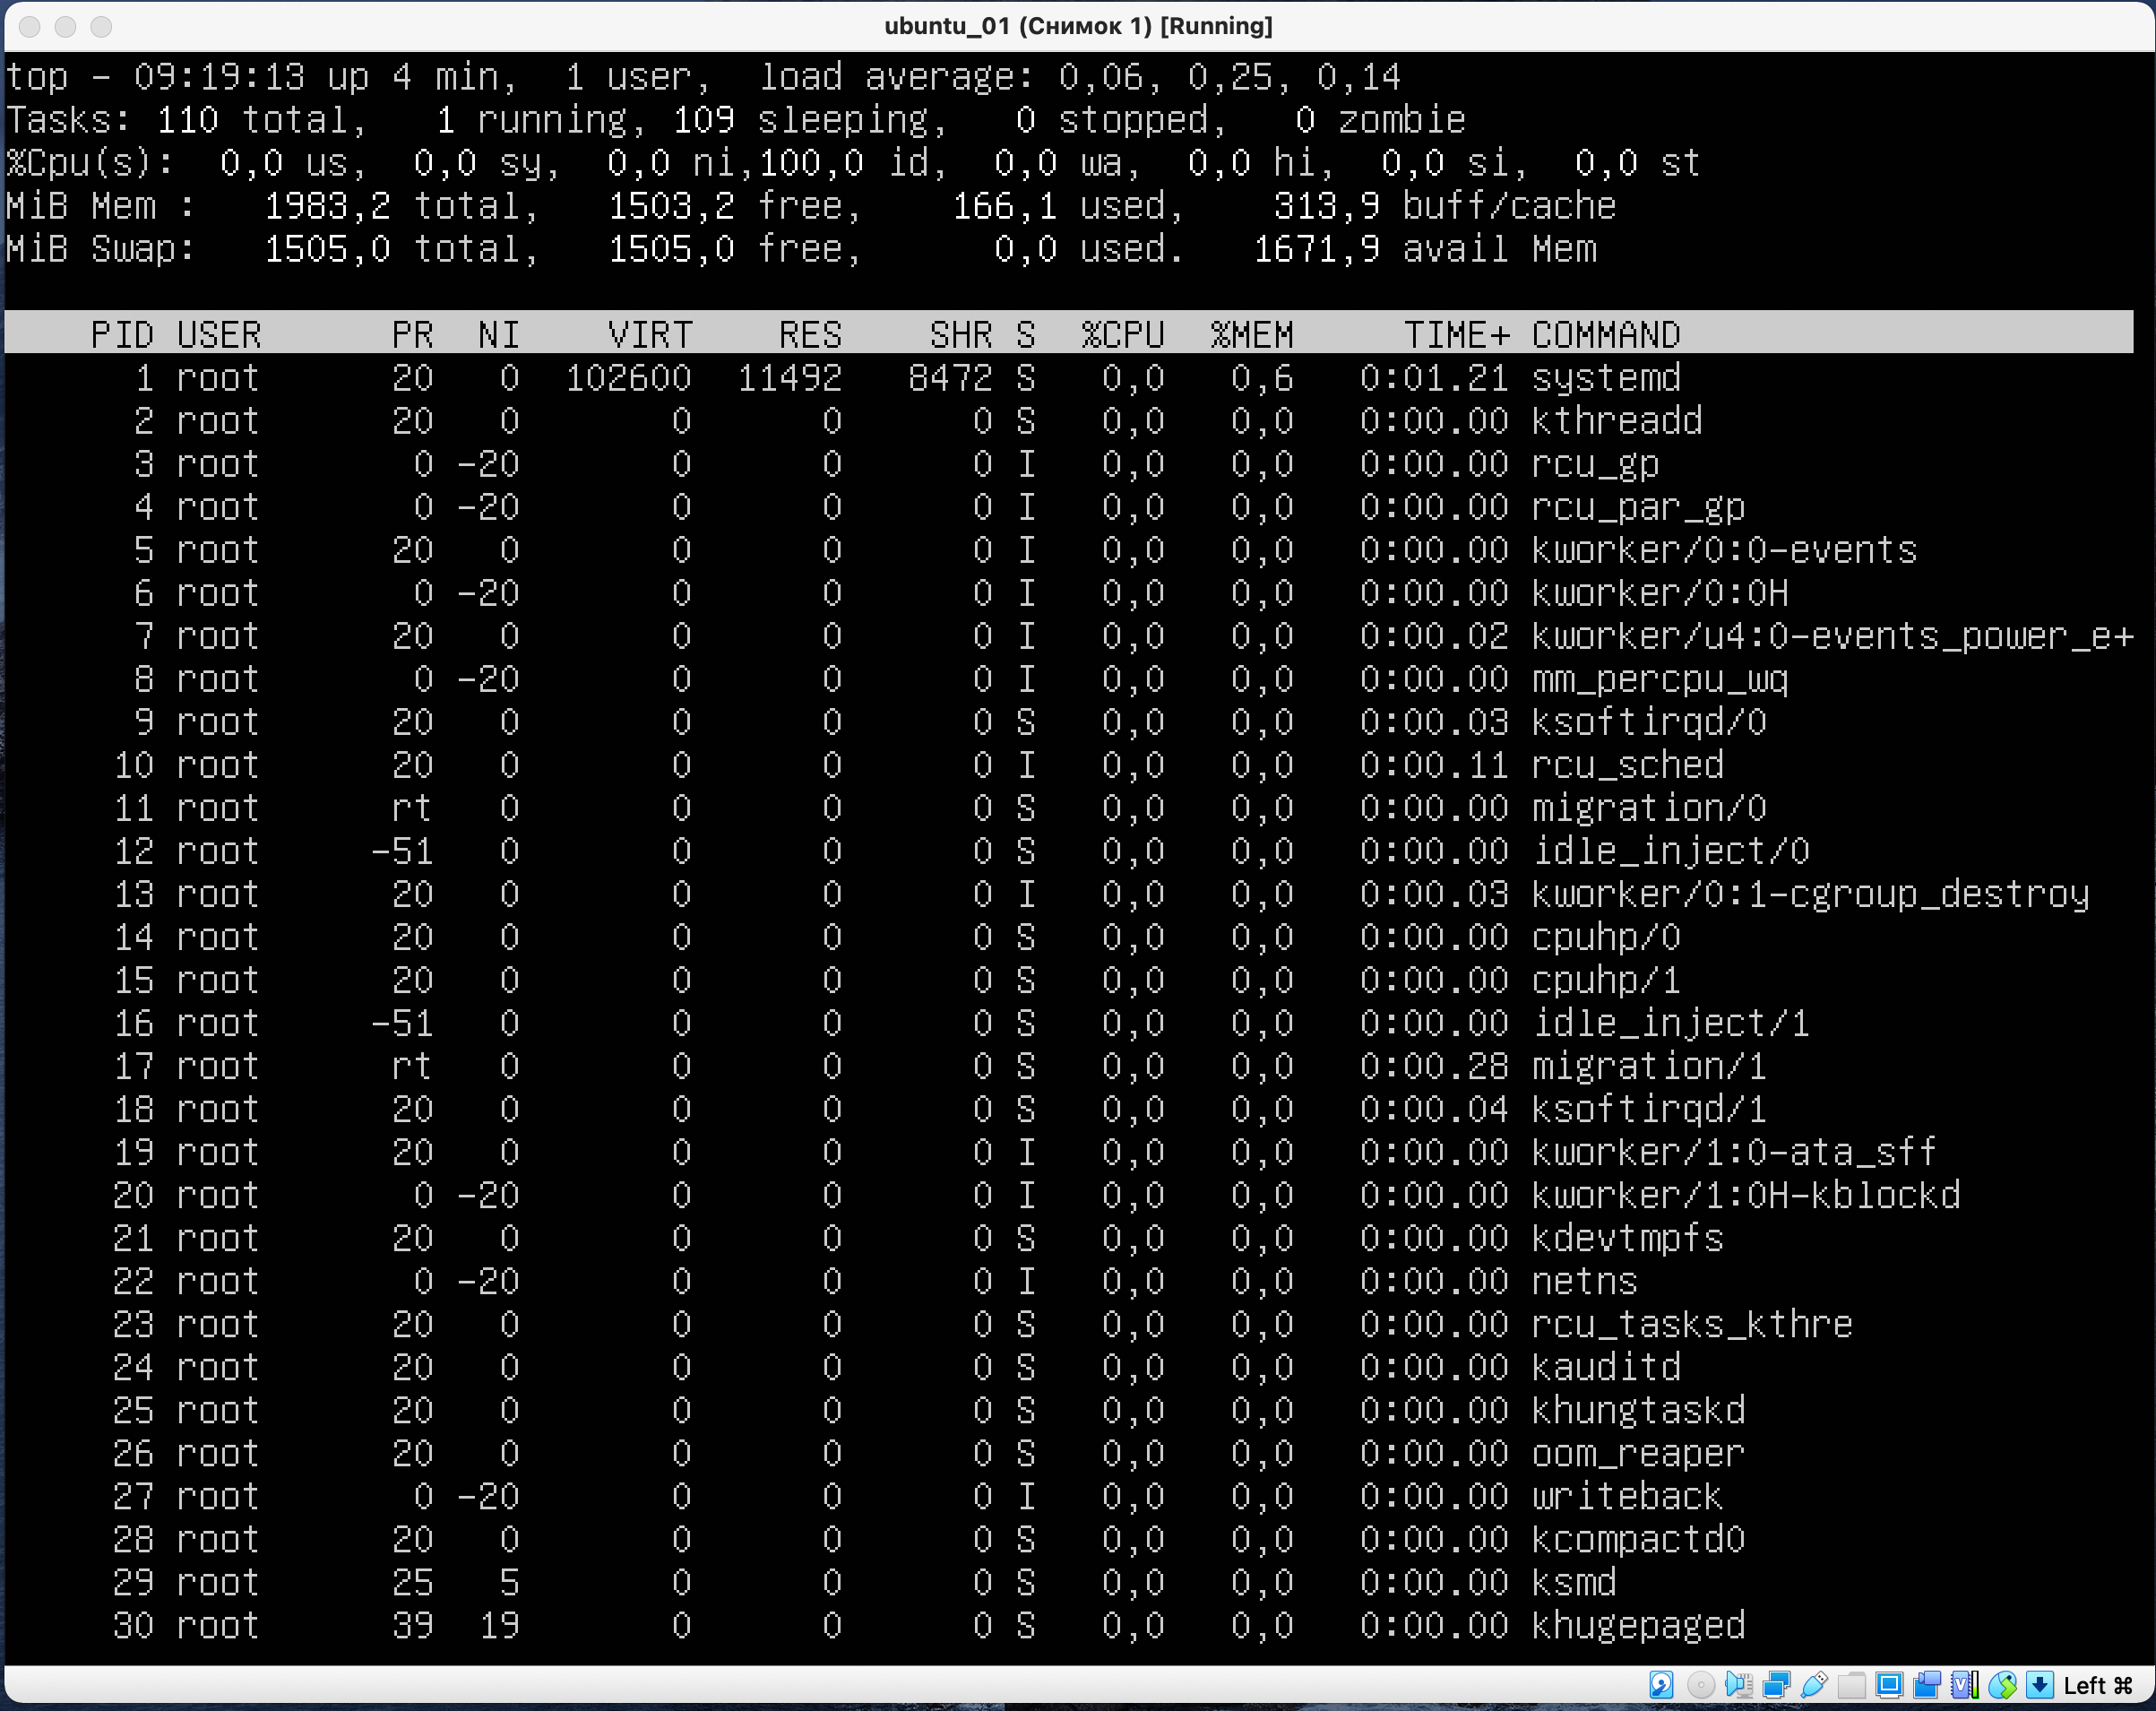 ubuntu_01 (Снимок 1) [Running]
top - 09:19:13 up 4 min,  1 user,  load average: 0,06, 0,25, 0,14
Tasks: 110 total,   1 running, 109 sleeping,   0 stopped,   0 zombie
%Cpu(s):  0,0 us,  0,0 sy,  0,0 ni,100,0 id,  0,0 wa,  0,0 hi,  0,0 si,  0,0 st
MiB Mem :   1983,2 total,   1503,2 free,    166,1 used,    313,9 buff/cache
MiB Swap:   1505,0 total,   1505,0 free,      0,0 used.   1671,9 avail Mem
PID USER PR NI VIRT RES SHR S %CPU %MEM TIME+ COMMAND
1 root 20 0 102600 11492 8472 S 0,0 0,6 0:01.21 systemd
2 root 20 0 0 0 0 S 0,0 0,0 0:00.00 kthreadd
3 root 0 -20 0 0 0 I 0,0 0,0 0:00.00 rcu_gp
4 root 0 -20 0 0 0 I 0,0 0,0 0:00.00 rcu_par_gp
5 root 20 0 0 0 0 I 0,0 0,0 0:00.00 kworker/0:0-events
6 root 0 -20 0 0 0 I 0,0 0,0 0:00.00 kworker/0:0H
7 root 20 0 0 0 0 I 0,0 0,0 0:00.02 kworker/u4:0-events_power_e+
8 root 0 -20 0 0 0 I 0,0 0,0 0:00.00 mm_percpu_wq
9 root 20 0 0 0 0 S 0,0 0,0 0:00.03 ksoftirqd/0
10 root 20 0 0 0 0 I 0,0 0,0 0:00.11 rcu_sched
11 root rt 0 0 0 0 S 0,0 0,0 0:00.00 migration/0
12 root -51 0 0 0 0 S 0,0 0,0 0:00.00 idle_inject/0
13 root 20 0 0 0 0 I 0,0 0,0 0:00.03 kworker/0:1-cgroup_destroy
14 root 20 0 0 0 0 S 0,0 0,0 0:00.00 cpuhp/0
15 root 20 0 0 0 0 S 0,0 0,0 0:00.00 cpuhp/1
16 root -51 0 0 0 0 S 0,0 0,0 0:00.00 idle_inject/1
17 root rt 0 0 0 0 S 0,0 0,0 0:00.28 migration/1
18 root 20 0 0 0 0 S 0,0 0,0 0:00.04 ksoftirqd/1
19 root 20 0 0 0 0 I 0,0 0,0 0:00.00 kworker/1:0-ata_sff
20 root 0 -20 0 0 0 I 0,0 0,0 0:00.00 kworker/1:0H-kblockd
21 root 20 0 0 0 0 S 0,0 0,0 0:00.00 kdevtmpfs
22 root 0 -20 0 0 0 I 0,0 0,0 0:00.00 netns
23 root 20 0 0 0 0 S 0,0 0,0 0:00.00 rcu_tasks_kthre
24 root 20 0 0 0 0 S 0,0 0,0 0:00.00 kauditd
25 root 20 0 0 0 0 S 0,0 0,0 0:00.00 khungtaskd
26 root 20 0 0 0 0 S 0,0 0,0 0:00.00 oom_reaper
27 root 0 -20 0 0 0 I 0,0 0,0 0:00.00 writeback
28 root 20 0 0 0 0 S 0,0 0,0 0:00.00 kcompactd0
29 root 25 5 0 0 0 S 0,0 0,0 0:00.00 ksmd
30 root 39 19 0 0 0 S 0,0 0,0 0:00.00 khugepaged
Left ⌘